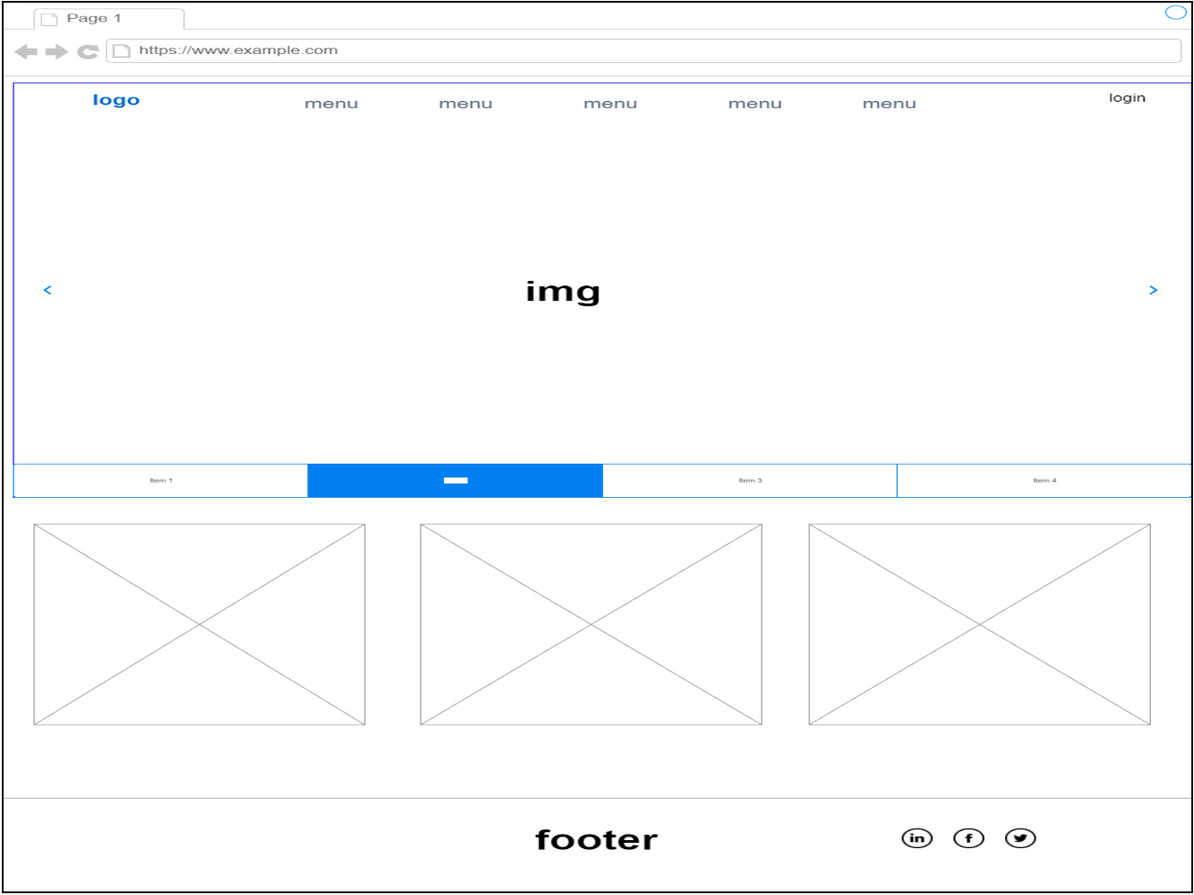 Page 1
https://www.example.com
logo menu menu menu menu menu login
< img >
Item 1 Item 3 Item 4
footer in f